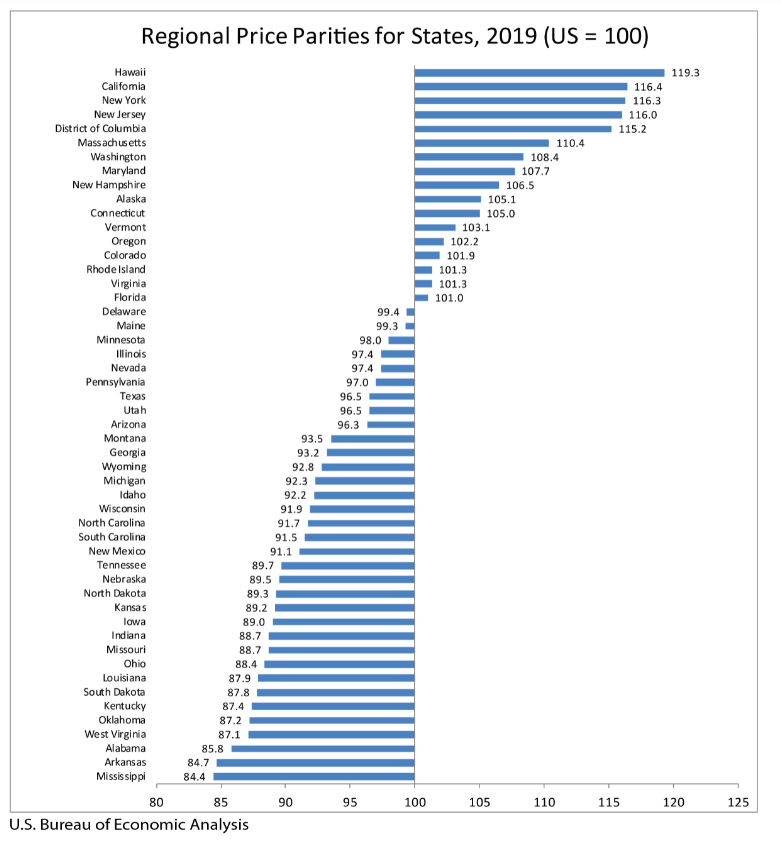 Regional Price Parities for States, 2019 (US = 100)
Hawaii 119.3
California 116.4
New York 116.3
New Jersey 116.0
District of Columbia 115.2
Massachusetts 110.4
Washington 108.4
Maryland 107.7
New Hampshire 106.5
Alaska 105.1
Connecticut 105.0
Vermont 103.1
Oregon 102.2
Colorado 101.9
Rhode Island 101.3
Virginia 101.3
Florida 101.0
Delaware 99.4
Maine 99.3
Minnesota 98.0
Illinois 97.4
Nevada 97.4
Pennsylvania 97.0
Texas 96.5
Utah 96.5
Arizona 96.3
Montana 93.5
Georgia 93.2
Wyoming 92.8
Michigan 92.3
Idaho 92.2
Wisconsin 91.9
North Carolina 91.7
South Carolina 91.5
New Mexico 91.1
Tennessee 89.7
Nebraska 89.5
North Dakota 89.3
Kansas 89.2
Iowa 89.0
Indiana 88.7
Missouri 88.7
Ohio 88.4
Louisiana 87.9
South Dakota 87.8
Kentucky 87.4
Oklahoma 87.2
West Virginia 87.1
Alabama 85.8
Arkansas 84.7
Mississippi 84.4
80 85 90 95 100 105 110 115 120 125
U.S. Bureau of Economic Analysis